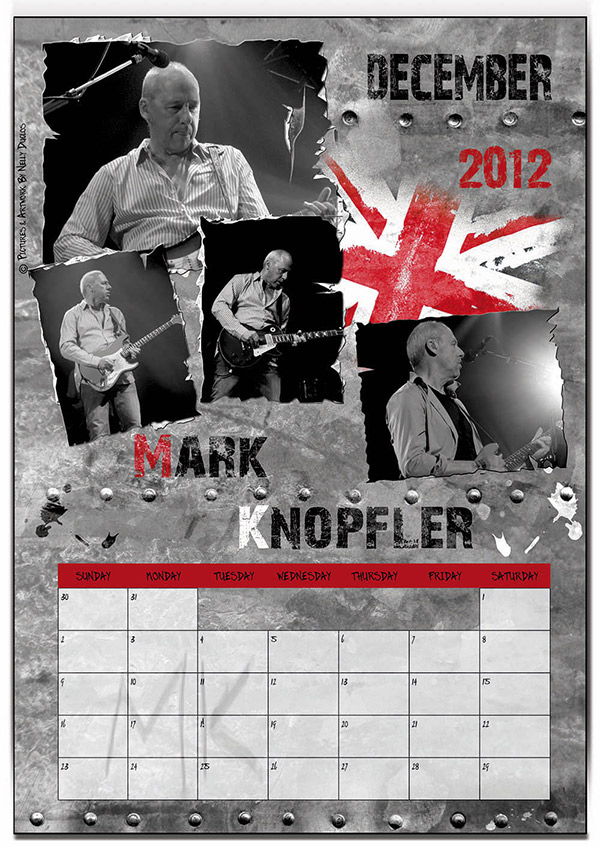 DECEMBER
2012
© PICTURES & ARTWORK BY NELLY DUCLOS
MARK
KNOPFLER
SUNDAY MONDAY TUESDAY WEDNESDAY THURSDAY FRIDAY SATURDAY
30 31 1
2 3 4 5 6 7 8
9 10 11 12 13 14 15
16 17 18 19 20 21 22
23 24 25 26 27 28 29
MK